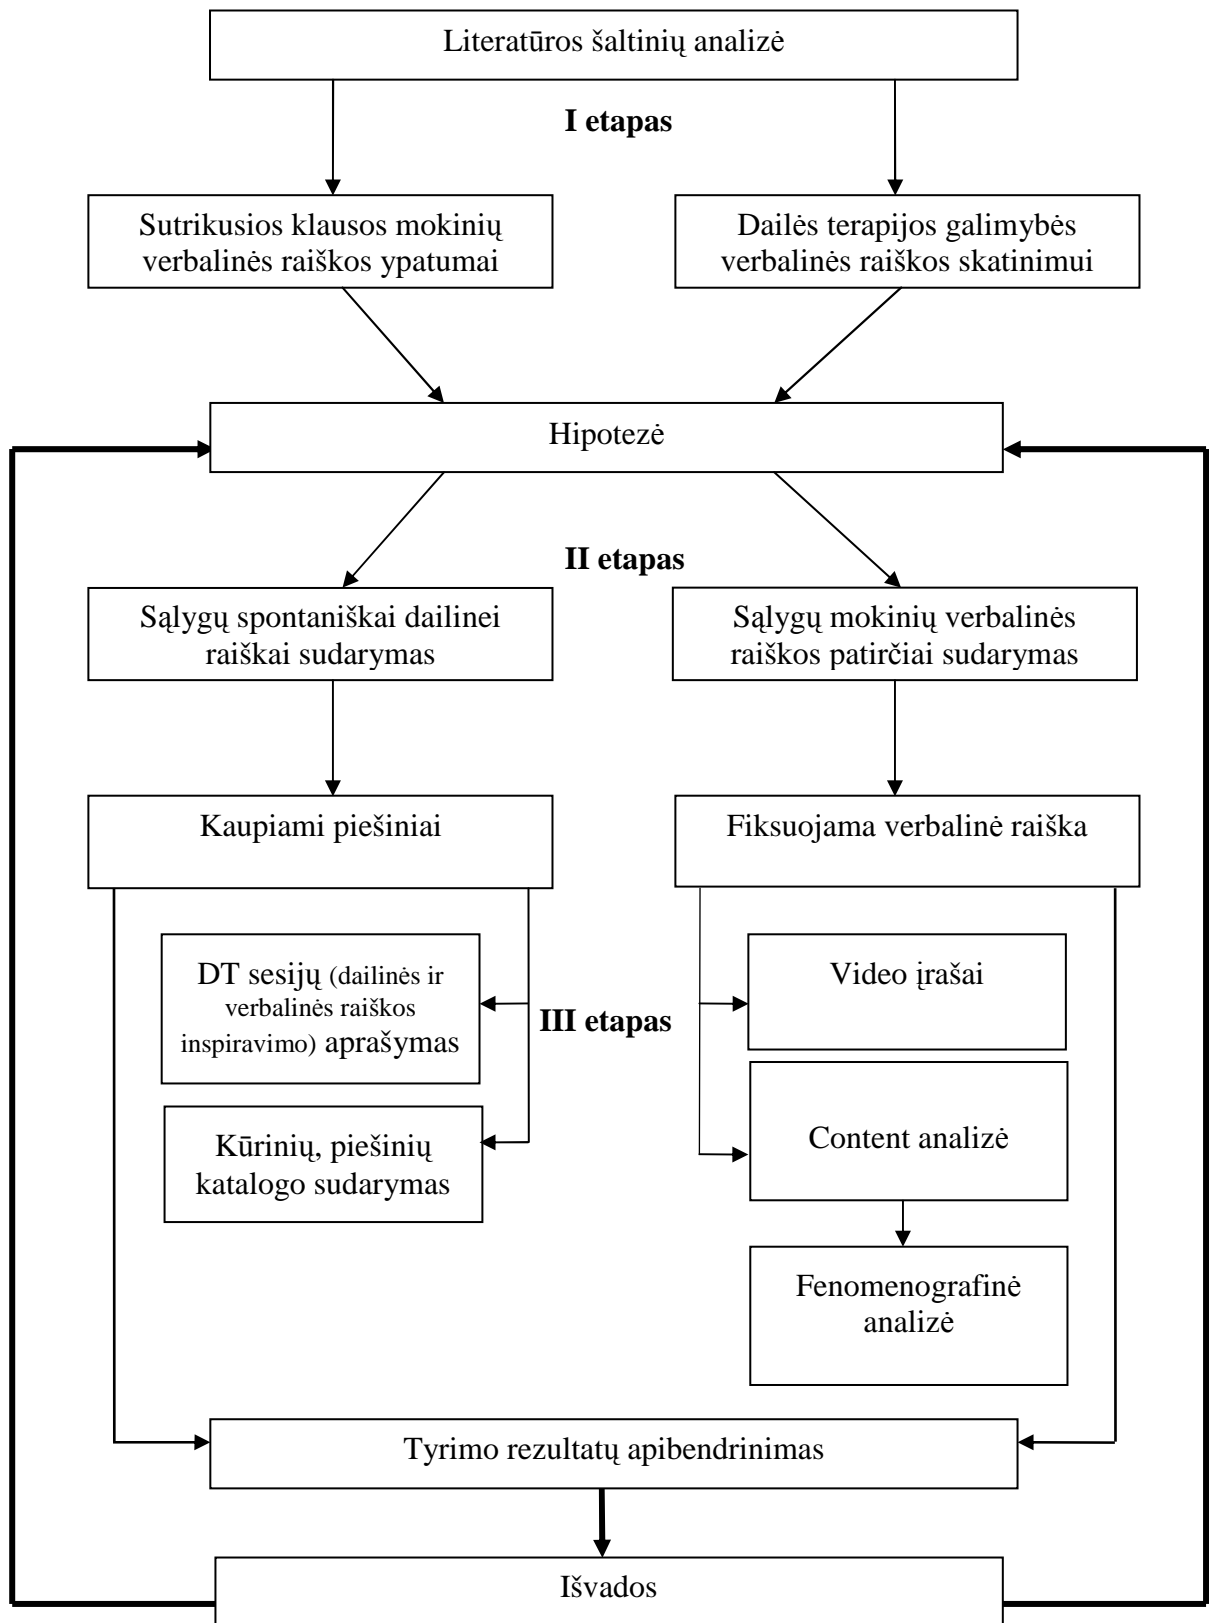 Literatūros šaltinių analizė
I etapas
Sutrikusios klausos mokinių
verbalinės raiškos ypatumai
Dailės terapijos galimybės
verbalinės raiškos skatinimui
Hipotezė
II etapas
Sąlygų spontaniškai dailinei
raiškai sudarymas
Sąlygų mokinių verbalinės
raiškos patirčiai sudarymas
Kaupiami piešiniai
Fiksuojama verbalinė raiška
DT sesijų (dailinės ir
verbalinės raiškos
inspiravimo) aprašymas
Video įrašai
III etapas
Kūrinių, piešinių
katalogo sudarymas
Content analizė
Fenomenografinė
analizė
Tyrimo rezultatų apibendrinimas
Išvados